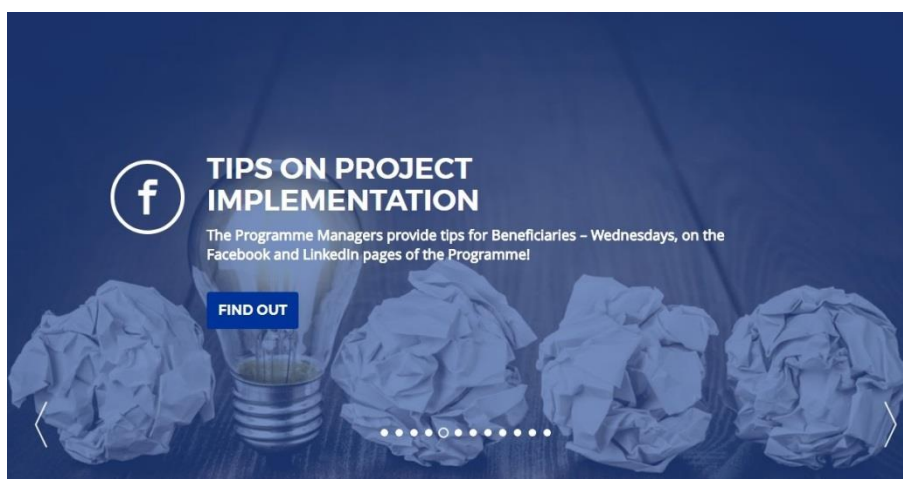 f
TIPS ON PROJECT
IMPLEMENTATION
The Programme Managers provide tips for Beneficiaries – Wednesdays, on the
Facebook and LinkedIn pages of the Programme!
FIND OUT